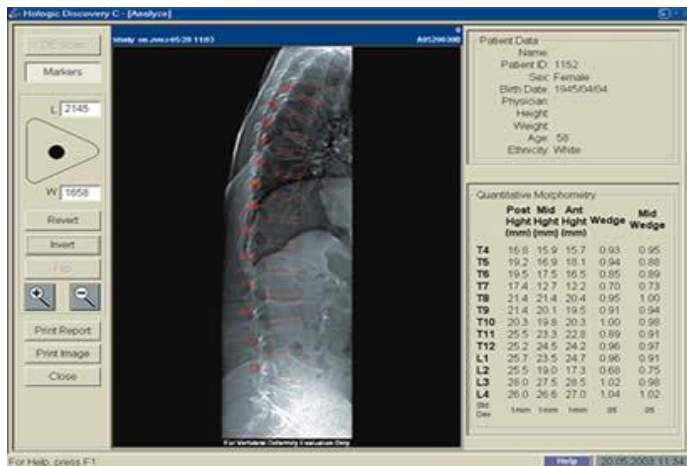 Hologic Discovery C - [Analyze]
Markers
L 2145
W 1658
Revert
Invert
Flip
Print Report
Print Image
Close
Patient Data
Name:
Patient ID: 1152
Sex: Female
Birth Date: 1945/04/04
Physician:
Height:
Weight:
Age: 58
Ethnicity: White
Quantitative Morphometry
Post Hght (mm) Mid Hght (mm) Ant Hght (mm) Wedge Mid Wedge
T4 16.8 15.9 15.7 0.93 0.95
T5 19.2 16.9 18.1 0.94 0.88
T6 19.5 17.5 16.5 0.85 0.89
T7 17.4 12.7 12.2 0.70 0.73
T8 21.4 21.4 20.4 0.95 1.00
T9 21.4 20.1 19.5 0.91 0.94
T10 20.3 19.8 20.3 1.00 0.98
T11 25.5 23.3 22.8 0.89 0.91
T12 25.2 24.5 24.2 0.96 0.97
L1 25.7 23.5 24.7 0.96 0.91
L2 25.5 19.0 17.3 0.68 0.75
L3 28.0 27.5 28.5 1.02 0.98
L4 26.0 26.6 27.0 1.04 1.02
Std. Dev 1mm 1mm 1mm .05 .05
For Vertebral Deformity Evaluation Only
For Help, press F1
Help 20.05.2003 11:34